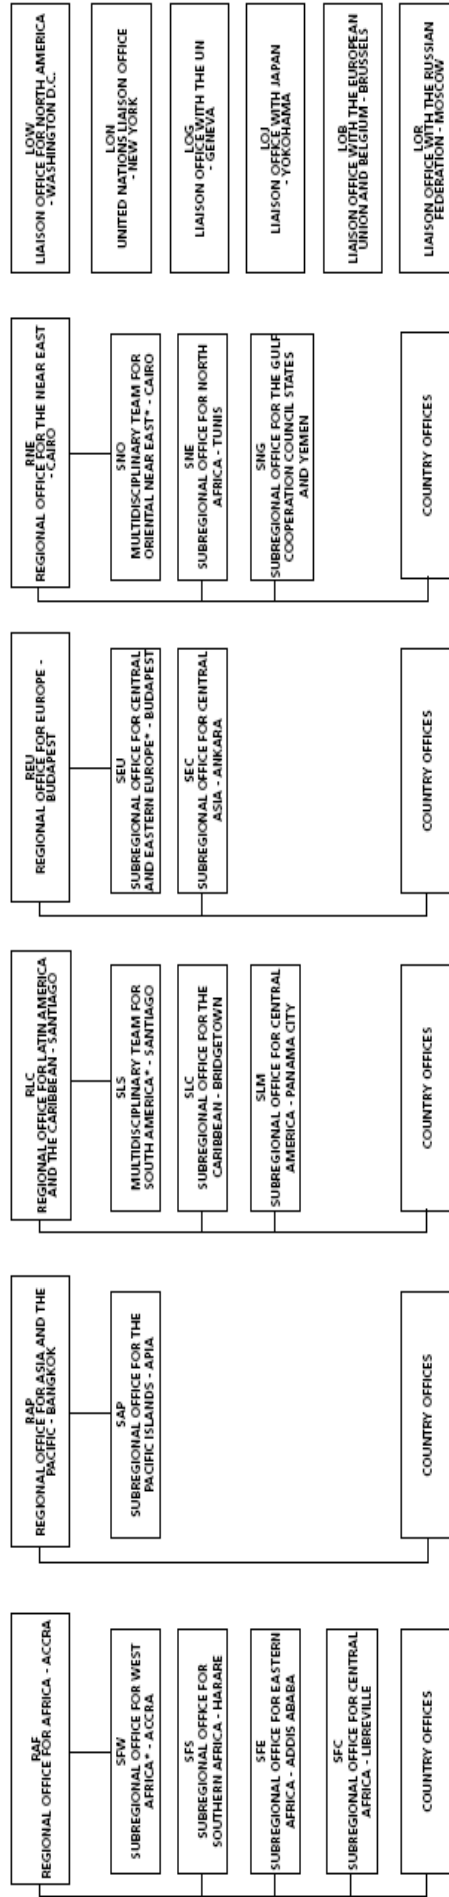 RAF
REGIONAL OFFICE FOR AFRICA - ACCRA
SFW
SUBREGIONAL OFFICE FOR WEST
AFRICA* - ACCRA
SFS
SUBREGIONAL OFFICE FOR
SOUTHERN AFRICA - HARARE
SFE
SUBREGIONAL OFFICE FOR EASTERN
AFRICA - ADDIS ABABA
SFC
SUBREGIONAL OFFICE FOR CENTRAL
AFRICA - LIBREVILLE
COUNTRY OFFICES
RAP
REGIONAL OFFICE FOR ASIA AND THE
PACIFIC - BANGKOK
SAP
SUBREGIONAL OFFICE FOR THE
PACIFIC ISLANDS - APIA
COUNTRY OFFICES
RLC
REGIONAL OFFICE FOR LATIN AMERICA
AND THE CARIBBEAN - SANTIAGO
SLS
MULTIDISCIPLINARY TEAM FOR
SOUTH AMERICA* - SANTIAGO
SLC
SUBREGIONAL OFFICE FOR THE
CARIBBEAN - BRIDGETOWN
SLM
SUBREGIONAL OFFICE FOR CENTRAL
AMERICA - PANAMA CITY
COUNTRY OFFICES
REU
REGIONAL OFFICE FOR EUROPE -
BUDAPEST
SEU
SUBREGIONAL OFFICE FOR CENTRAL
AND EASTERN EUROPE* - BUDAPEST
SEC
SUBREGIONAL OFFICE FOR CENTRAL
ASIA - ANKARA
COUNTRY OFFICES
RNE
REGIONAL OFFICE FOR THE NEAR EAST
- CAIRO
SNO
MULTIDISCIPLINARY TEAM FOR
ORIENTAL NEAR EAST* - CAIRO
SNE
SUBREGIONAL OFFICE FOR NORTH
AFRICA - TUNIS
SNG
SUBREGIONAL OFFICE FOR THE GULF
COOPERATION COUNCIL STATES
AND YEMEN
COUNTRY OFFICES
LOW
LIAISON OFFICE FOR NORTH AMERICA
- WASHINGTON D.C.
LON
UNITED NATIONS LIAISON OFFICE
- NEW YORK
LOG
LIAISON OFFICE WITH THE UN
- GENEVA
LOJ
LIAISON OFFICE WITH JAPAN
- YOKOHAMA
LOB
LIAISON OFFICE WITH THE EUROPEAN
UNION AND BELGIUM - BRUSSELS
LOR
LIAISON OFFICE WITH THE RUSSIAN
FEDERATION - MOSCOW